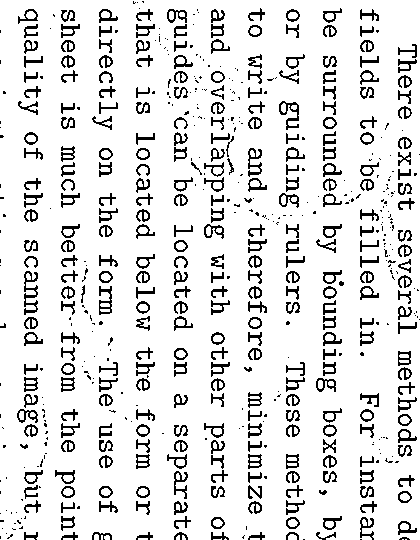 There exist several methods to
fields to be filled in. For
be surrounded by bounding boxes, by
or by guiding rulers. These
to write and, therefore, minimize
and overlapping with other parts of
guides can be located on a separate
that is located below the form or
directly on the form. The use of
sheet is much better from the point
quality of the scanned image, but